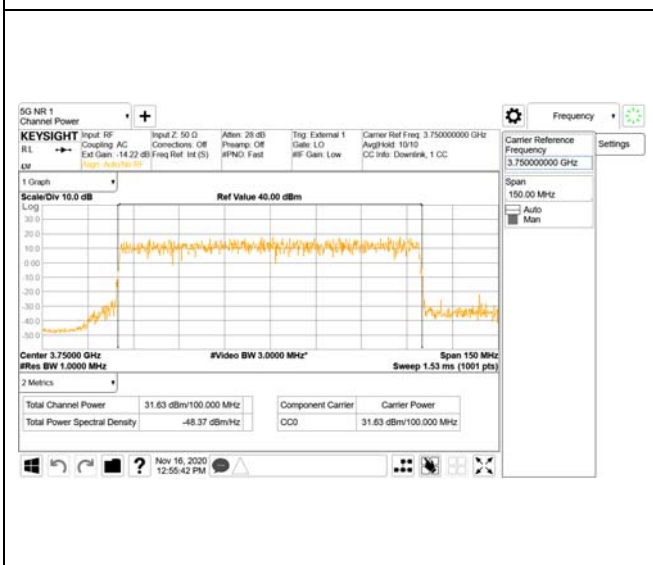 5G NR 1
Channel Power
+
Frequency
KEYSIGHT Input: RF Input Z: 50 Ω Atten: 28 dB Trig: External 1 Carrier Ref Freq: 3.750000000 GHz
RL Coupling: AC Corrections: Off Preamp: Off Gate: LO Avg|Hold: 10/10
Ext Gain: -14.22 dB Freq Ref: Int (S) #PNO: Fast #IF Gain: Low CC Info: Downlink, 1 CC
Align: Auto/No RF
Carrier Reference
Frequency
3.750000000 GHz
Settings
Span
150.00 MHz
Auto
Man
1 Graph
Scale/Div 10.0 dB Ref Value 40.00 dBm
Log
30.0
20.0
10.0
0.00
-10.0
-20.0
-30.0
-40.0
-50.0
Center 3.75000 GHz #Video BW 3.0000 MHz* Span 150 MHz
#Res BW 1.0000 MHz Sweep 1.53 ms (1001 pts)
2 Metrics
Total Channel Power 31.63 dBm/100.000 MHz Component Carrier Carrier Power
Total Power Spectral Density -48.37 dBm/Hz CC0 31.63 dBm/100.000 MHz
? Nov 16, 2020
12:55:42 PM